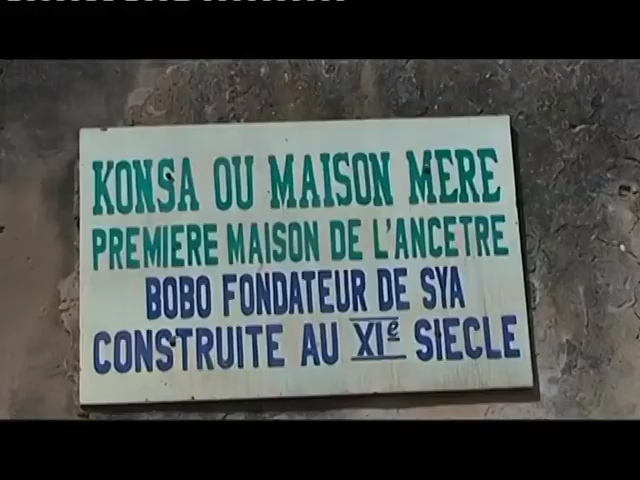 KONSA OU MAISON MERE
PREMIERE MAISON DE L'ANCETRE
BOBO FONDATEUR DE SYA
CONSTRUITE AU XIe SIECLE